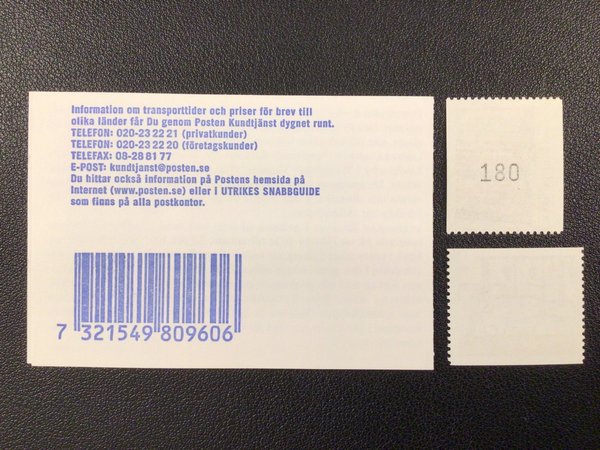 Information om transporttider och priser för brev till
olika länder får Du genom Posten Kundtjänst dygnet runt.
TELEFON: 020-23 22 21 (privatkunder)
TELEFON: 020-23 22 20 (företagskunder)
TELEFAX: 08-28 81 77
E-POST: kundtjanst@posten.se
Du hittar också information på Postens hemsida på
Internet (www.posten.se) eller i UTRIKES SNABBGUIDE
som finns på alla postkontor.
7 321549 809606
180